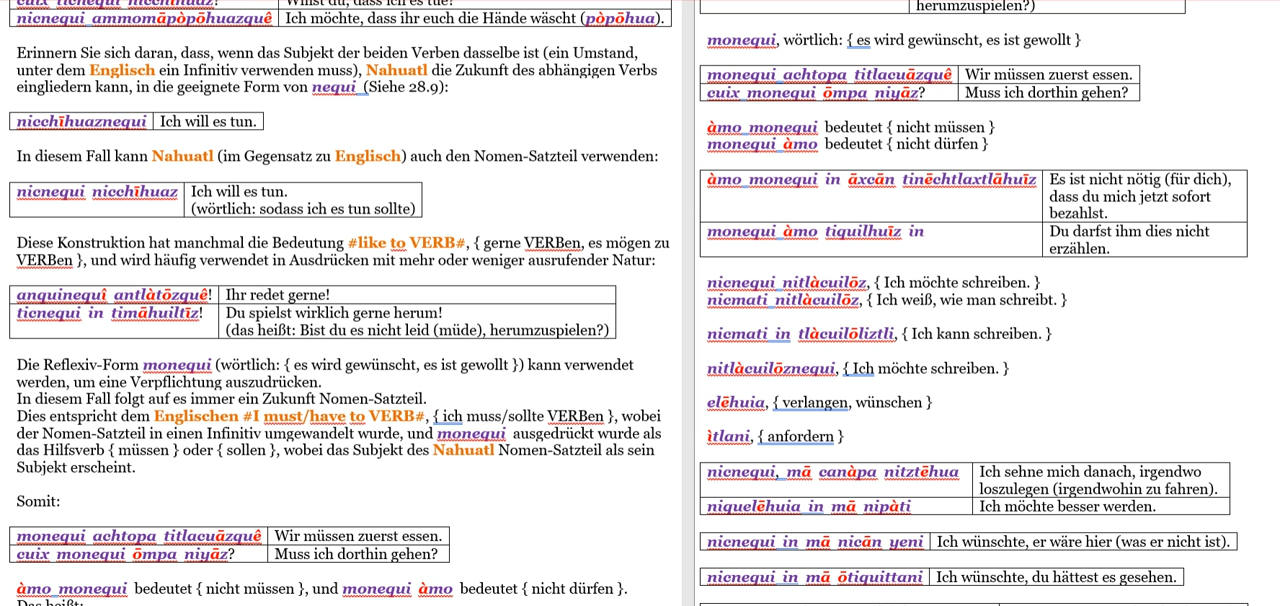 cuix ticnequi nicchīhuaz? Willst du, dass ich es tue?
nicnequi ammomāpòpōhuazquê Ich möchte, dass ihr euch die Hände wäscht (pòpōhua).
Erinnern Sie sich daran, dass, wenn das Subjekt der beiden Verben dasselbe ist (ein Umstand,
unter dem Englisch ein Infinitiv verwenden muss), Nahuatl die Zukunft des abhängigen Verbs
eingliedern kann, in die geeignete Form von nequi (Siehe 28.9):
nicchīhuaznequi Ich will es tun.
In diesem Fall kann Nahuatl (im Gegensatz zu Englisch) auch den Nomen-Satzteil verwenden:
nicnequi nicchīhuaz Ich will es tun.
(wörtlich: sodass ich es tun sollte)
Diese Konstruktion hat manchmal die Bedeutung #like to VERB#, { gerne VERBen, es mögen zu
VERBen }, und wird häufig verwendet in Ausdrücken mit mehr oder weniger ausrufender Natur:
anquinequî antlàtōzquê! Ihr redet gerne!
ticnequi in timāhuiltīz! Du spielst wirklich gerne herum!
(das heißt: Bist du es nicht leid (müde), herumzuspielen?)
Die Reflexiv-Form monequi (wörtlich: { es wird gewünscht, es ist gewollt }) kann verwendet
werden, um eine Verpflichtung auszudrücken.
In diesem Fall folgt auf es immer ein Zukunft Nomen-Satzteil.
Dies entspricht dem Englischen #I must/have to VERB#, { ich muss/sollte VERBen }, wobei
der Nomen-Satzteil in einen Infinitiv umgewandelt wurde, und monequi ausgedrückt wurde als
das Hilfsverb { müssen } oder { sollen }, wobei das Subjekt des Nahuatl Nomen-Satzteil als sein
Subjekt erscheint.
Somit:
monequi achtopa titlacuāzquê Wir müssen zuerst essen.
cuix monequi ōmpa niyāz? Muss ich dorthin gehen?
àmo monequi bedeutet { nicht müssen }, und monequi àmo bedeutet { nicht dürfen }.
Das heißt:
herumzuspielen?)
monequi, wörtlich: { es wird gewünscht, es ist gewollt }
monequi achtopa titlacuāzquê Wir müssen zuerst essen.
cuix monequi ōmpa niyāz? Muss ich dorthin gehen?
àmo monequi bedeutet { nicht müssen }
monequi àmo bedeutet { nicht dürfen }
àmo monequi in āxcān tinēchtlaxtlāhuīz Es ist nicht nötig (für dich),
dass du mich jetzt sofort
bezahlst.
monequi àmo tiquilhuīz in Du darfst ihm dies nicht
erzählen.
nicnequi nitlàcuilōz, { Ich möchte schreiben. }
nicmati nitlàcuilōz, { Ich weiß, wie man schreibt. }
nicmati in tlàcuilōliztli, { Ich kann schreiben. }
nitlàcuilōznequi, { Ich möchte schreiben. }
elēhuia, { verlangen, wünschen }
ìtlani, { anfordern }
nicnequi, mā canàpa nitztēhua Ich sehne mich danach, irgendwo
loszulegen (irgendwohin zu fahren).
niquelēhuia in mā nipàti Ich möchte besser werden.
nicnequi in mā nicān yeni Ich wünschte, er wäre hier (was er nicht ist).
nicnequi in mā ōtiquittani Ich wünschte, du hättest es gesehen.